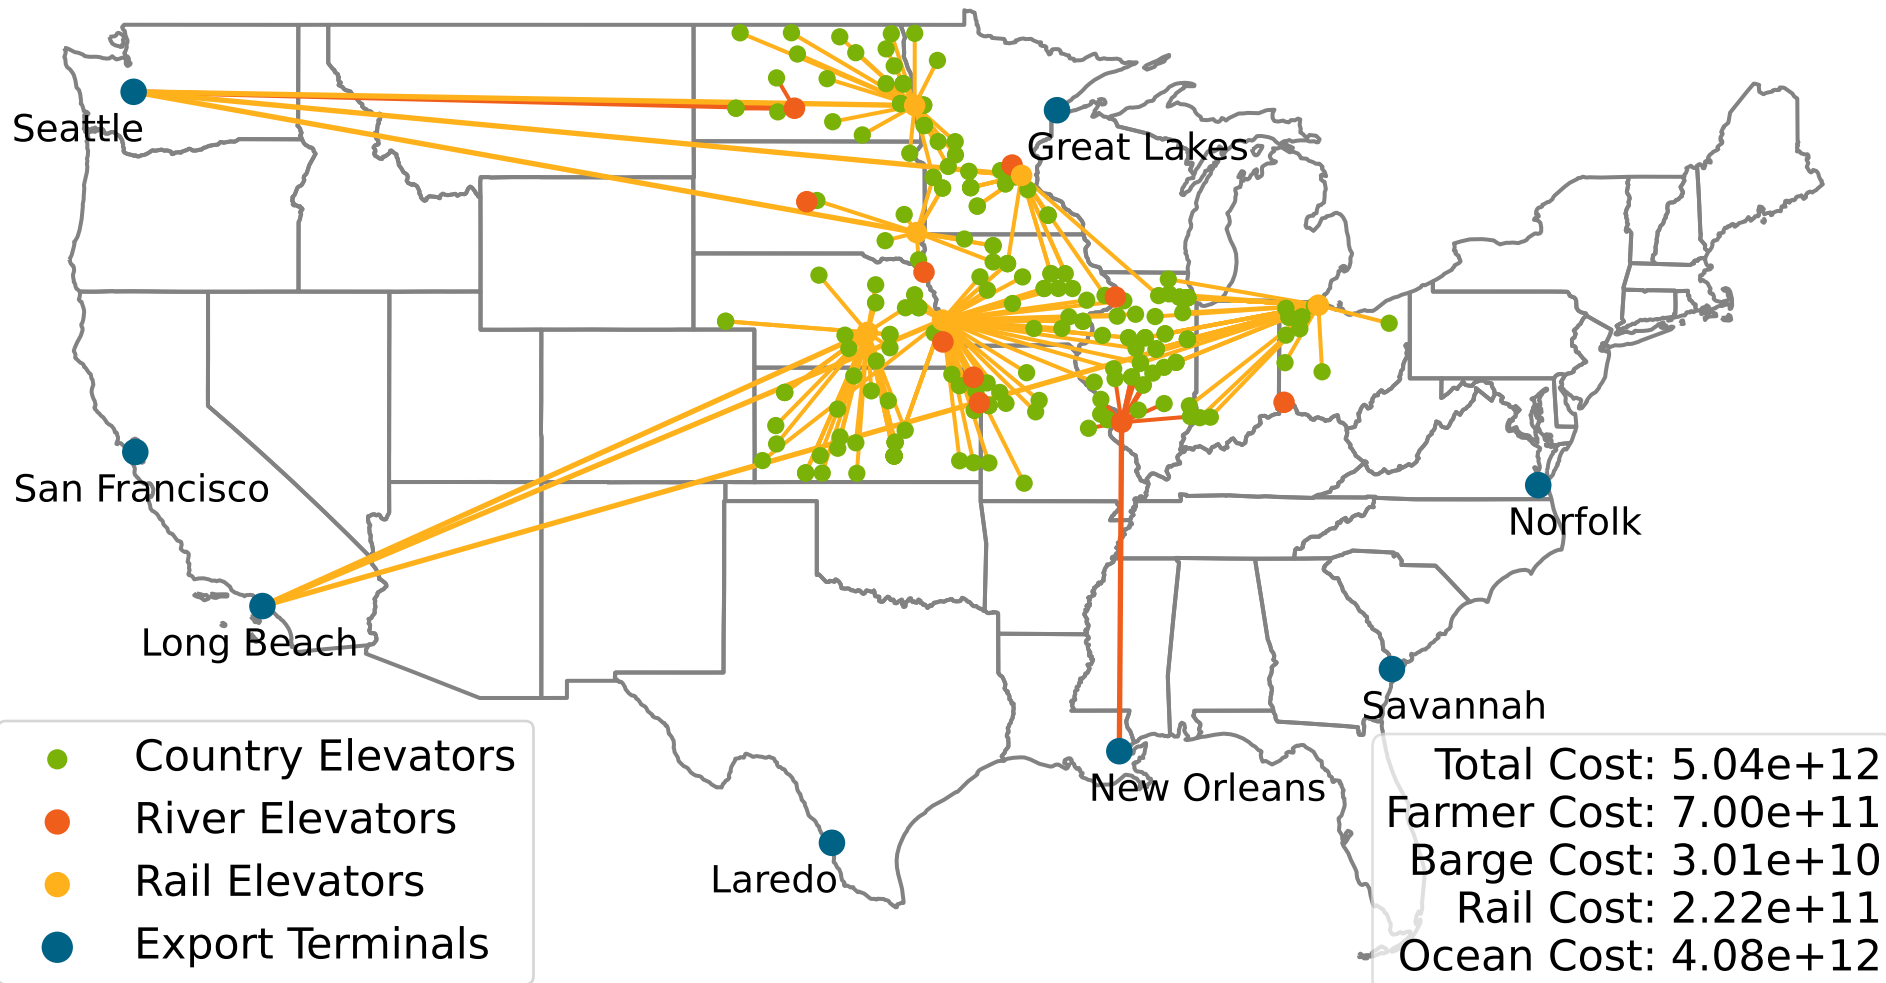 Seattle
Great Lakes
San Francisco
Norfolk
Long Beach
Savannah
New Orleans
Laredo
Country Elevators
River Elevators
Rail Elevators
Export Terminals
Total Cost: 5.04e+12
Farmer Cost: 7.00e+11
Barge Cost: 3.01e+10
Rail Cost: 2.22e+11
Ocean Cost: 4.08e+12